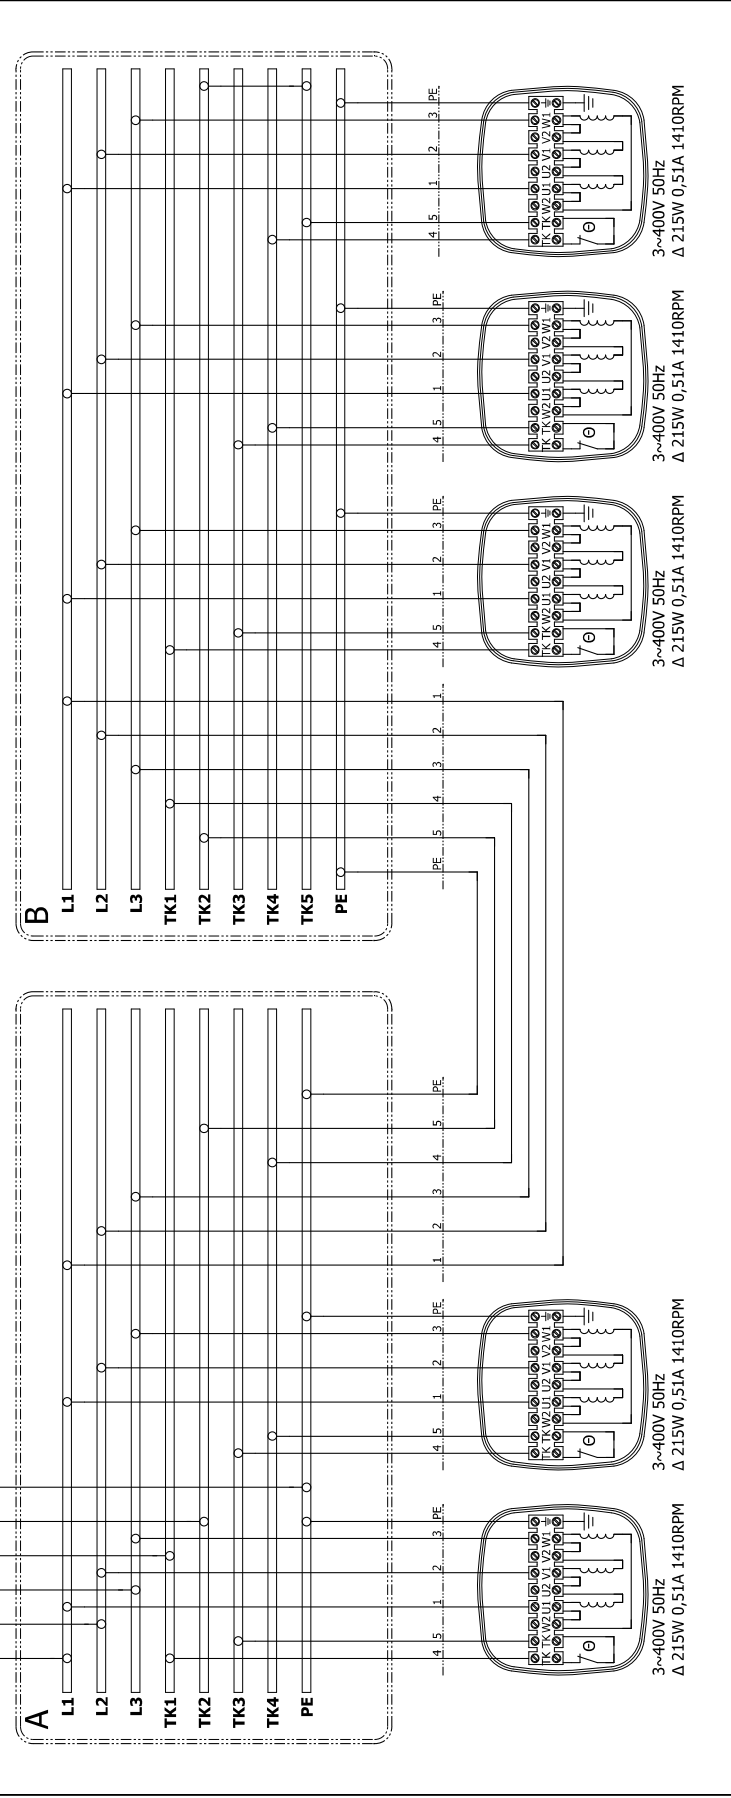 A
L1
L2
L3
TK1
TK2
TK3
TK4
PE
4 5 1 2 3 PE
TK TK W2 U1 U2 V1 V2 W1
Θ
3~400V 50Hz
Δ 215W 0,51A 1410RPM
4 5 1 2 3 PE
TK TK W2 U1 U2 V1 V2 W1
Θ
3~400V 50Hz
Δ 215W 0,51A 1410RPM
1 2 3 4 5 PE
B
L1
L2
L3
TK1
TK2
TK3
TK4
TK5
PE
PE 5 4 3 2 1
4 5 1 2 3 PE
TK TK W2 U1 U2 V1 V2 W1
Θ
3~400V 50Hz
Δ 215W 0,51A 1410RPM
4 5 1 2 3 PE
TK TK W2 U1 U2 V1 V2 W1
Θ
3~400V 50Hz
Δ 215W 0,51A 1410RPM
4 5 1 2 3 PE
TK TK W2 U1 U2 V1 V2 W1
Θ
3~400V 50Hz
Δ 215W 0,51A 1410RPM